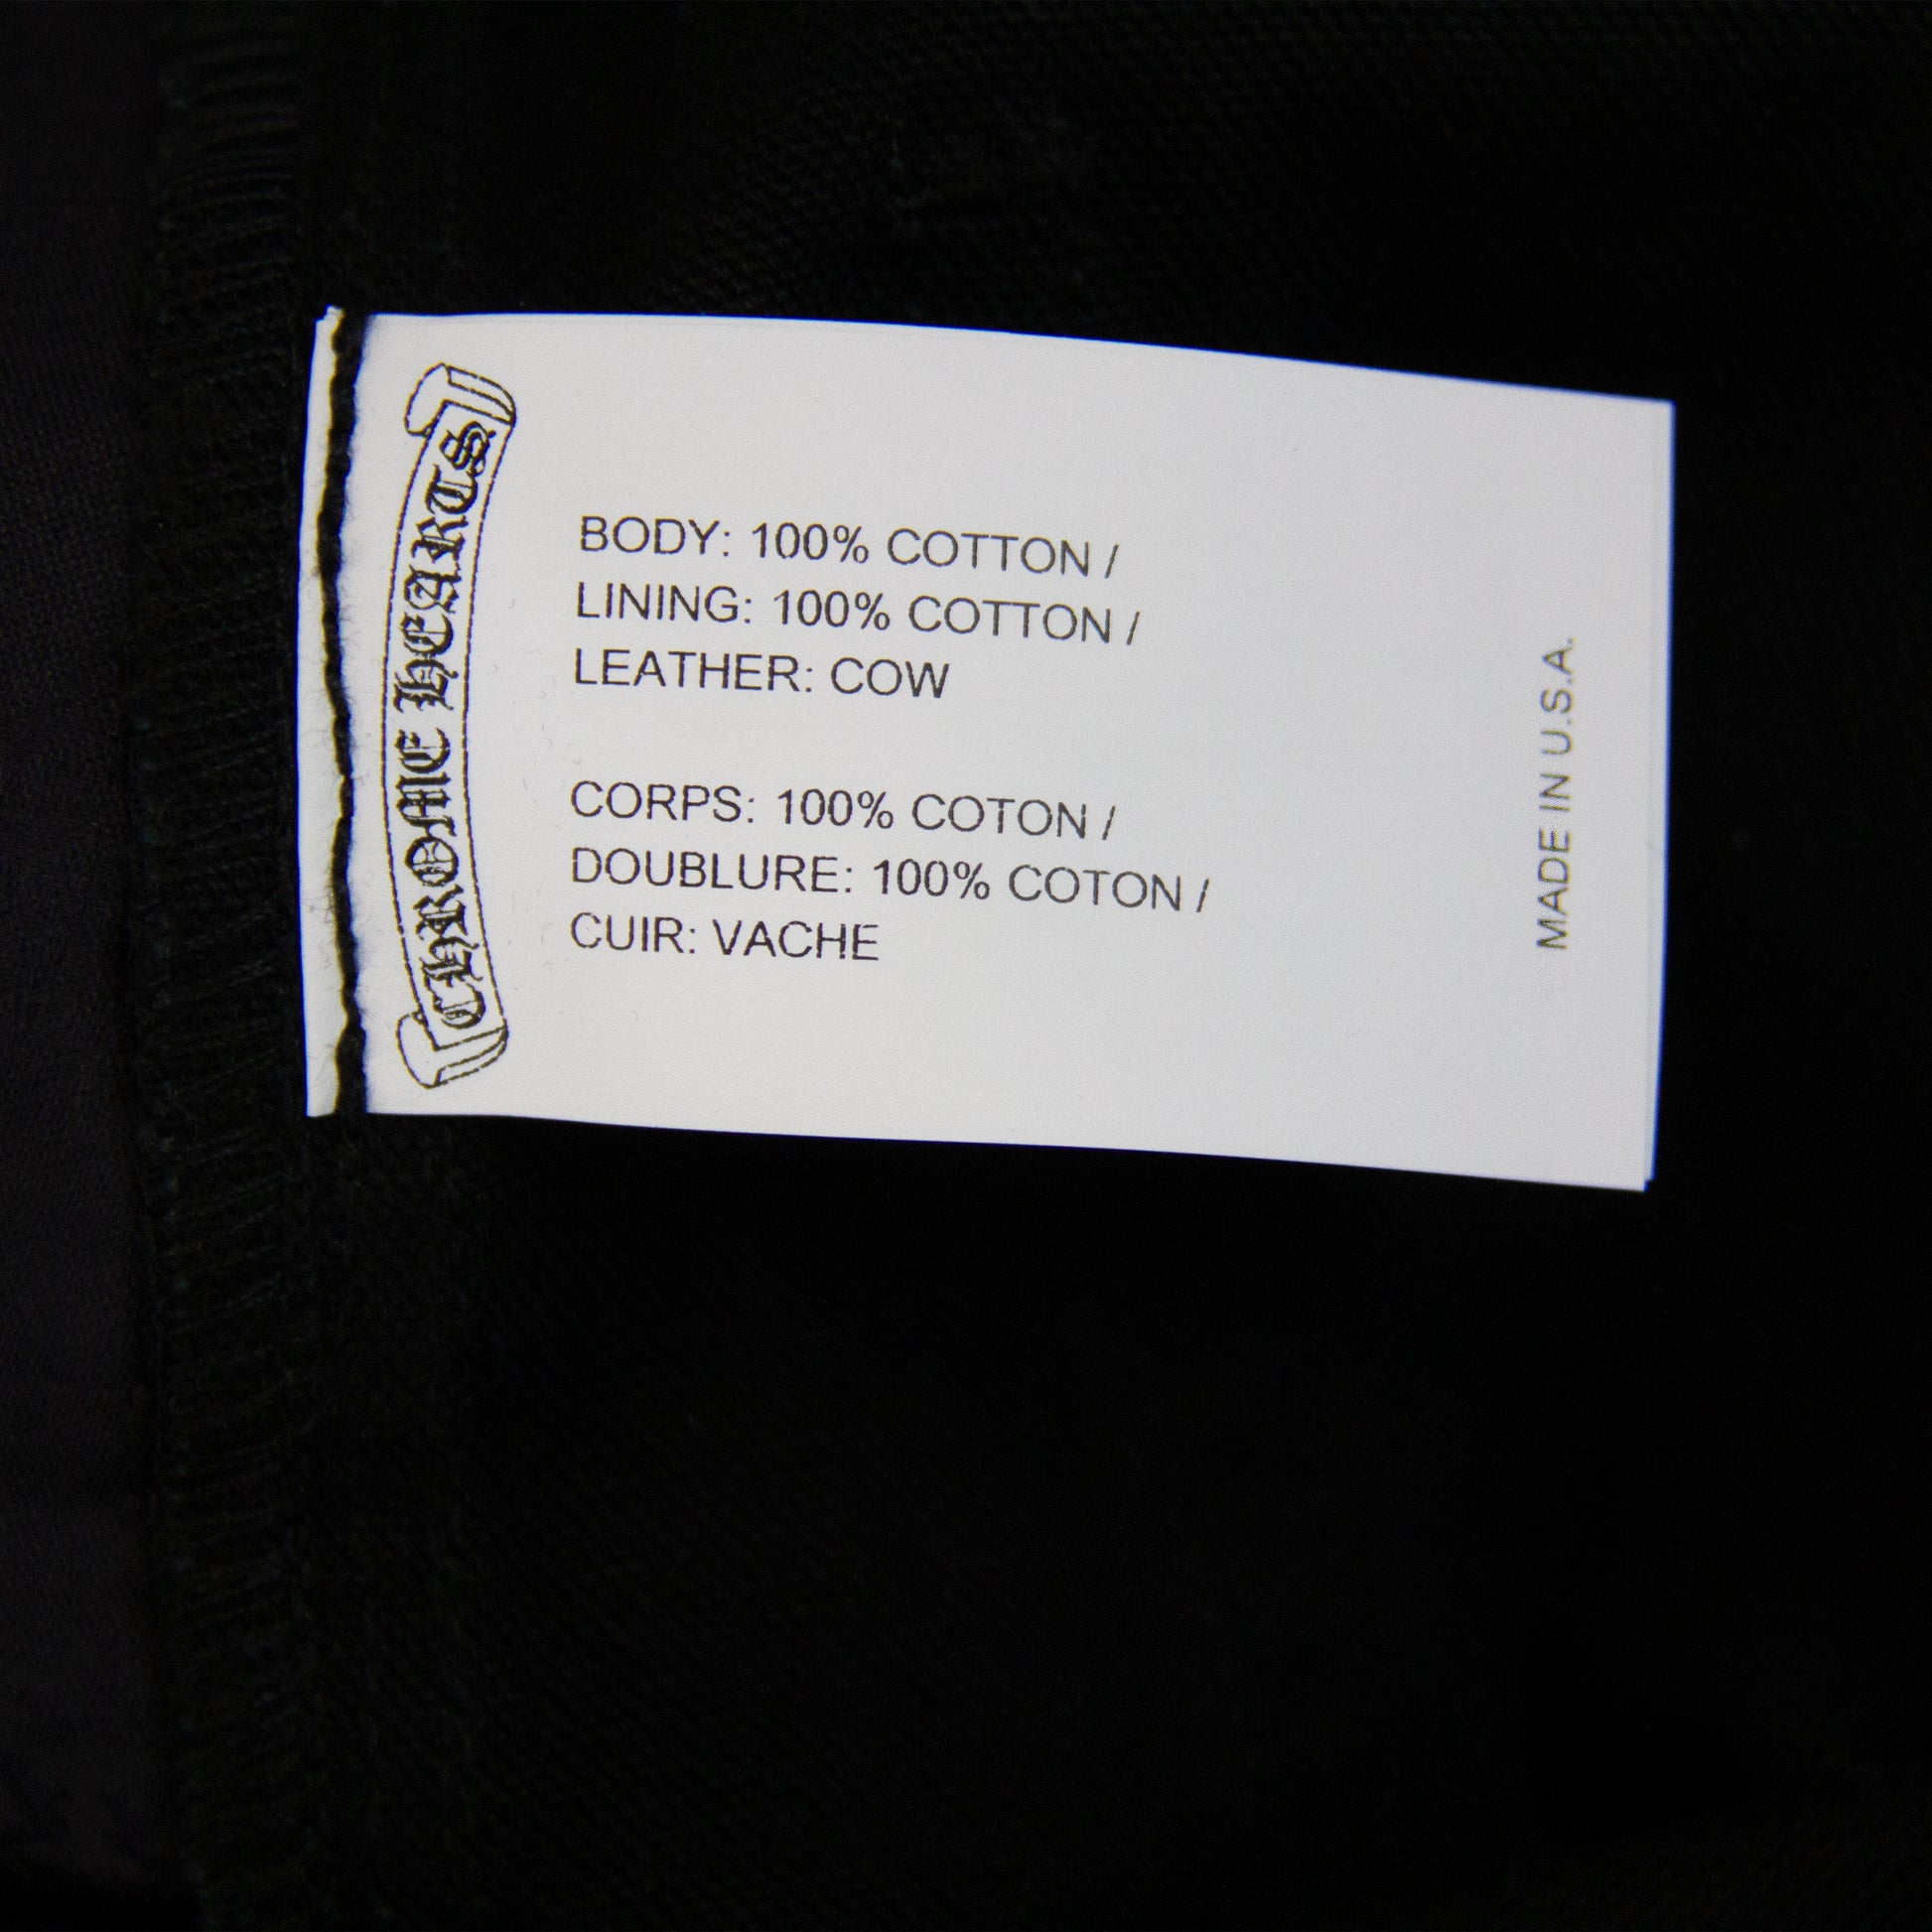 CHROME HEARTS
BODY: 100% COTTON /
LINING: 100% COTTON /
LEATHER: COW
CORPS: 100% COTON /
DOUBLURE: 100% COTON /
CUIR: VACHE
MADE IN U.S.A.